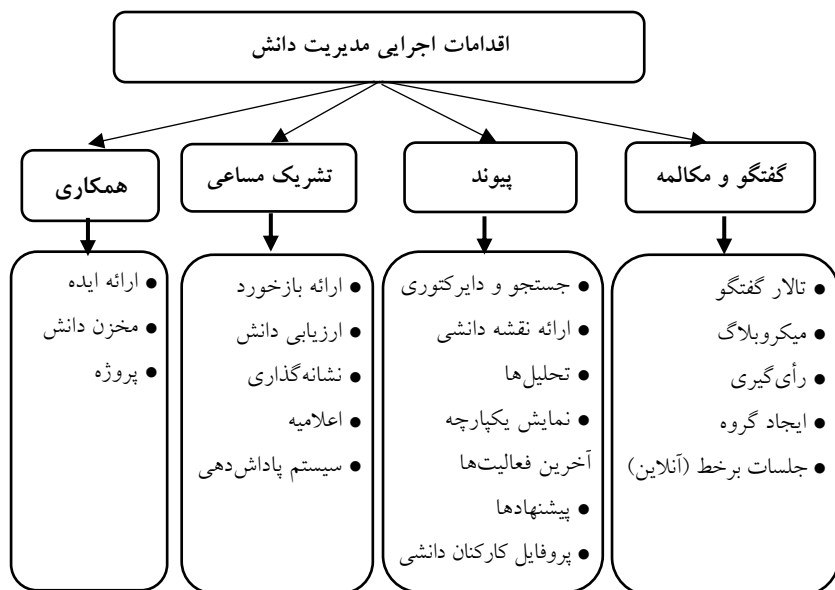 اقدامات اجرایی مدیریت دانش
گفتگو و مکالمه
● تالار گفتگو
● میکروبلاگ
● رأی‌گیری
● ایجاد گروه
● جلسات برخط (آنلاین)
پیوند
● جستجو و دایرکتوری
● ارائه نقشه دانشی
● تحلیل‌ها
● نمایش یکپارچه
آخرین فعالیت‌ها
● پیشنهادها
● پروفایل کارکنان دانشی
تشریک مساعی
● ارائه بازخورد
● ارزیابی دانش
● نشانه‌گذاری
● اعلامیه
● سیستم پاداش‌دهی
همکاری
● ارائه ایده
● مخزن دانش
● پروژه